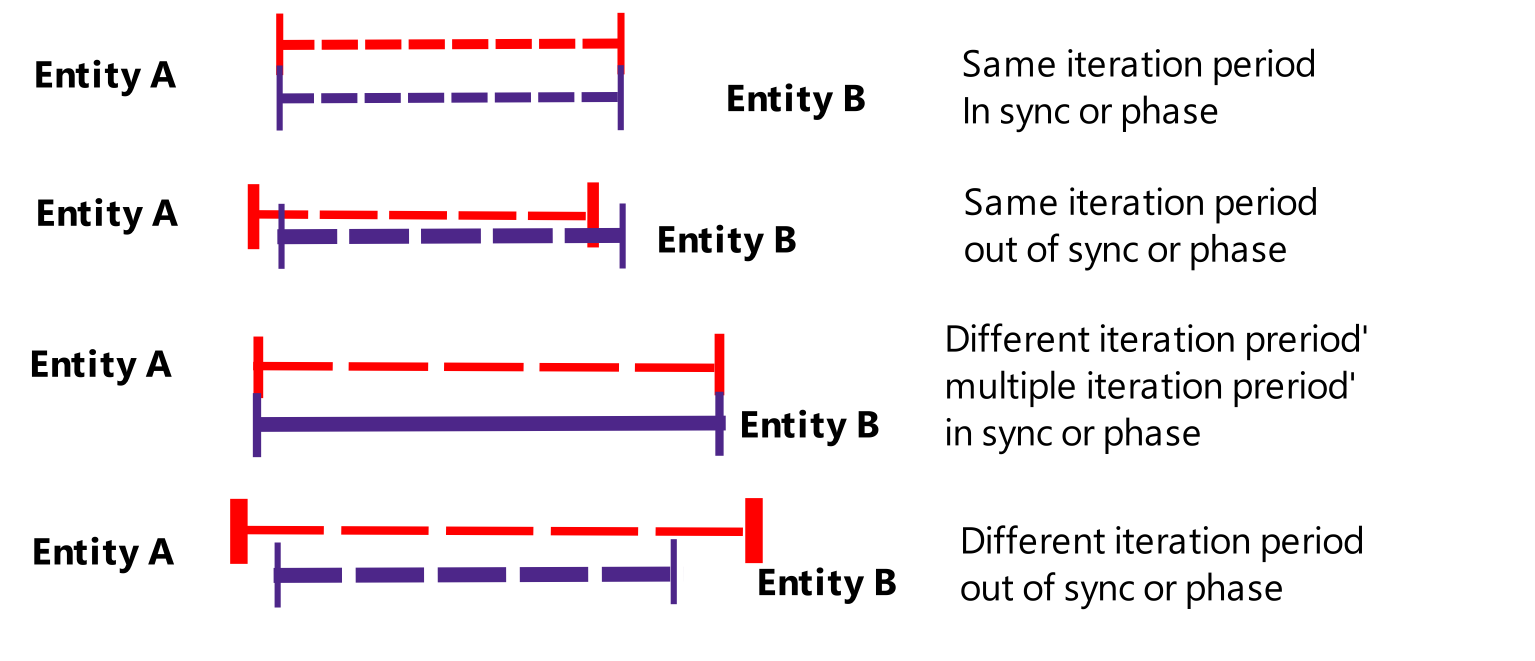 Entity A
Entity B
Same iteration period
In sync or phase
Entity A
Entity B
Same iteration period
out of sync or phase
Entity A
Entity B
Different iteration preriod'
multiple iteration preriod'
in sync or phase
Entity A
Entity B
Different iteration period
out of sync or phase